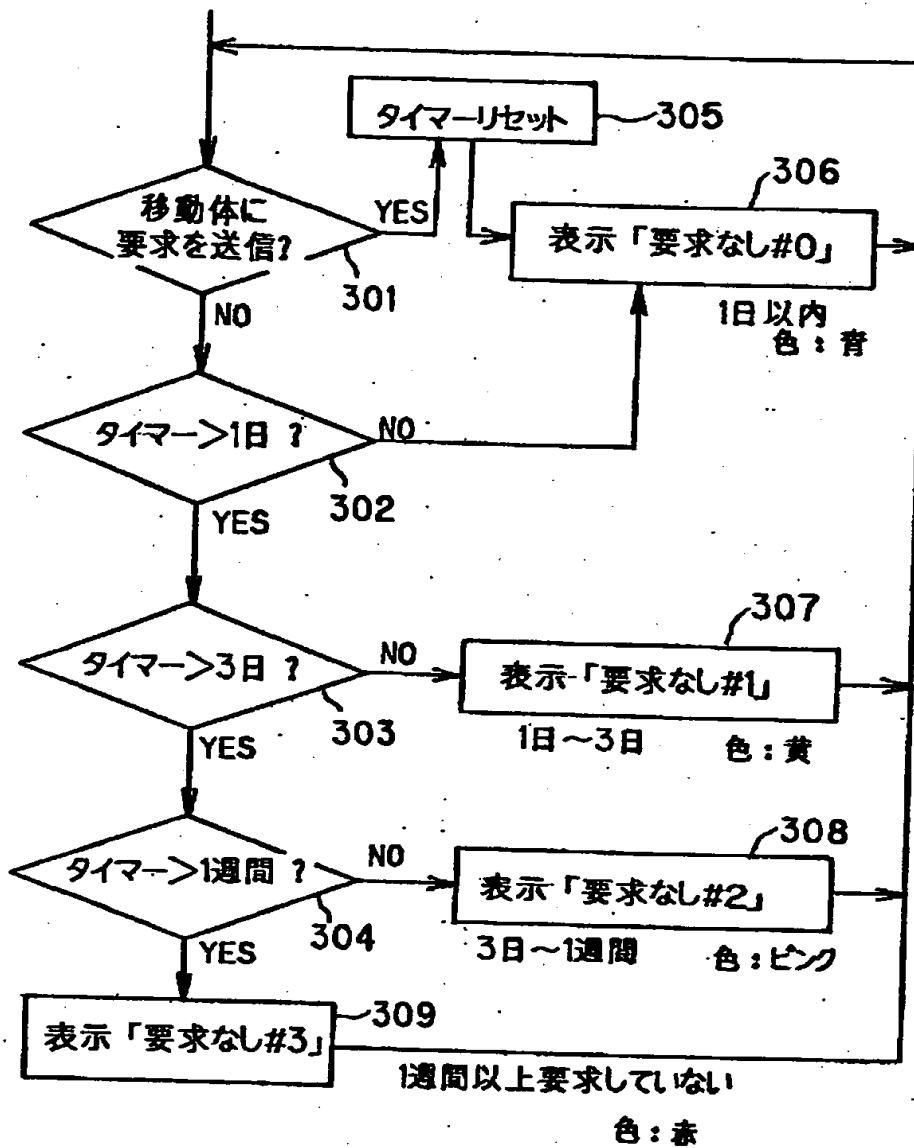 タイマーリセット
305
306
移動体に
要求を送信?
YES
301
表示「要求なし#0」
1日以内
色:青
NO
タイマー>1日 ?
NO
302
YES
307
タイマー>3日 ?
NO
303
表示「要求なし#1」
1日〜3日
色:黄
YES
308
タイマー>1週間 ?
NO
304
表示「要求なし#2」
3日〜1週間
色:ピンク
YES
309
表示「要求なし#3」
1週間以上要求していない
色:赤